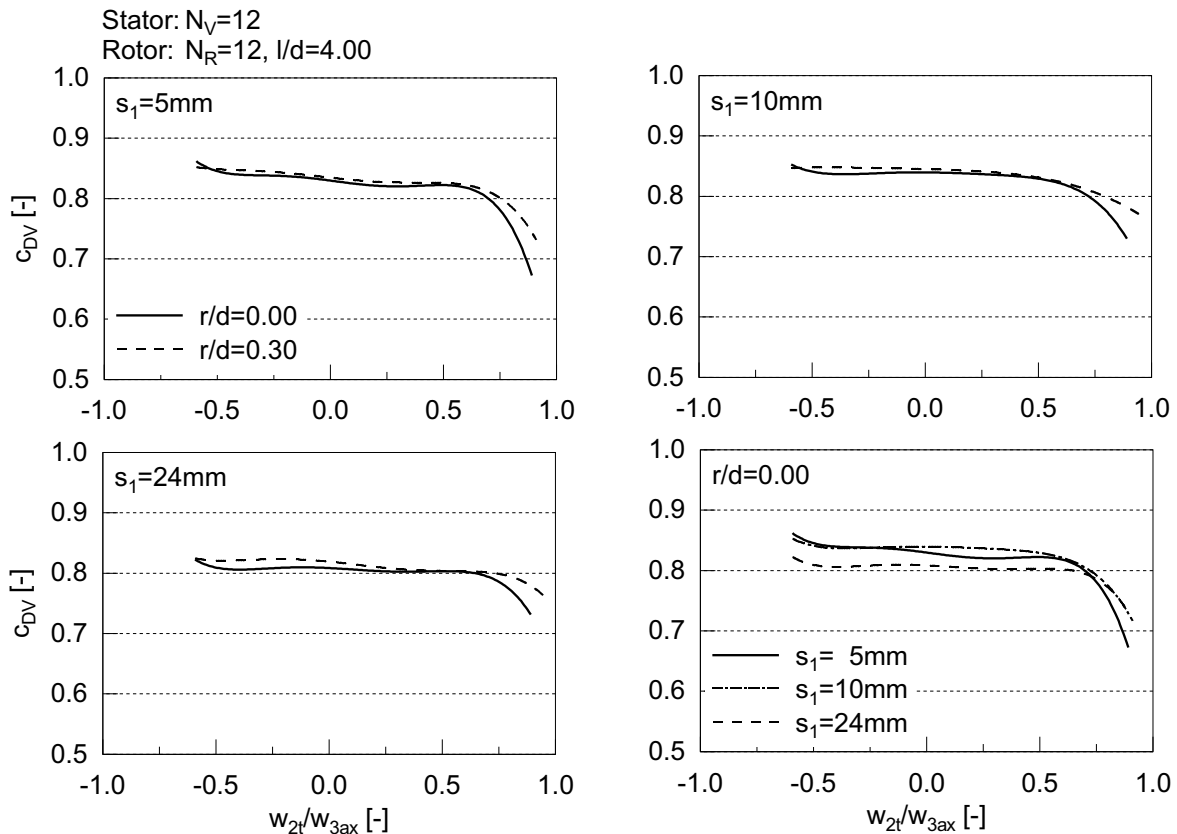 Stator: N_V=12
Rotor: N_R=12, l/d=4.00
1.0
0.9
0.8
0.7
0.6
0.5
c_DV [-]
s_1=5mm
r/d=0.00
r/d=0.30
-1.0 -0.5 0.0 0.5 1.0
1.0
0.9
0.8
0.7
0.6
0.5
s_1=10mm
-1.0 -0.5 0.0 0.5 1.0
1.0
0.9
0.8
0.7
0.6
0.5
c_DV [-]
s_1=24mm
-1.0 -0.5 0.0 0.5 1.0
w_2t/w_3ax [-]
1.0
0.9
0.8
0.7
0.6
0.5
r/d=0.00
s_1= 5mm
s_1=10mm
s_1=24mm
-1.0 -0.5 0.0 0.5 1.0
w_2t/w_3ax [-]